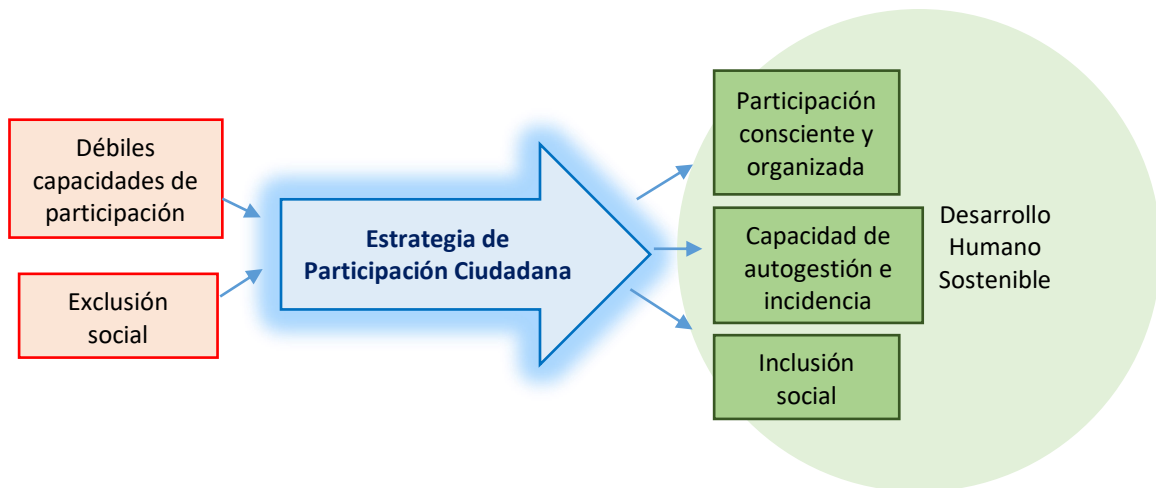 Débiles
capacidades de
participación
Exclusión
social
Estrategia de
Participación Ciudadana
Participación
consciente y
organizada
Capacidad de
autogestión e
incidencia
Inclusión
social
Desarrollo
Humano
Sostenible